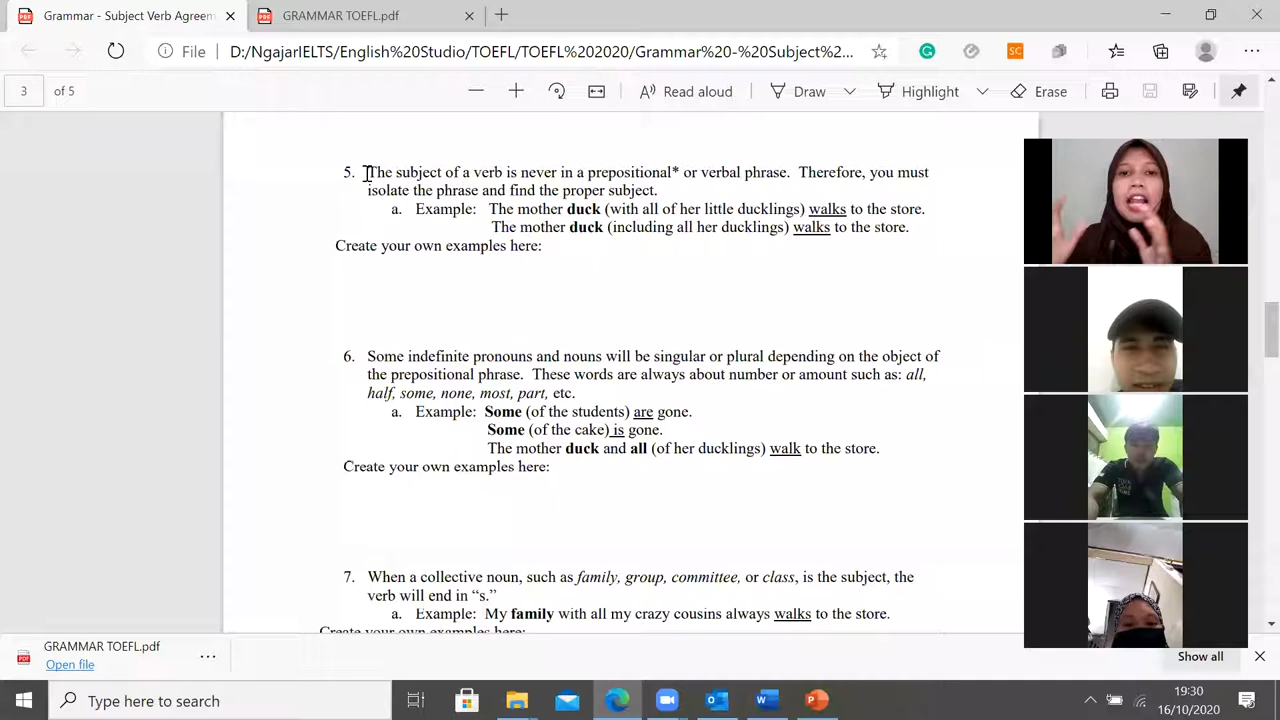 Grammar - Subject Verb Agreem
GRAMMAR TOEFL.pdf
File
D:/NgajarIELTS/English%20Studio/TOEFL/TOEFL%202020/Grammar%20-%20Subject%2...
SC
3 of 5
Read aloud
Draw
Highlight
Erase
5. The subject of a verb is never in a prepositional* or verbal phrase. Therefore, you must
isolate the phrase and find the proper subject.
a. Example: The mother duck (with all of her little ducklings) walks to the store.
The mother duck (including all her ducklings) walks to the store.
Create your own examples here:
6. Some indefinite pronouns and nouns will be singular or plural depending on the object of
the prepositional phrase. These words are always about number or amount such as: all,
half, some, none, most, part, etc.
a. Example: Some (of the students) are gone.
Some (of the cake) is gone.
The mother duck and all (of her ducklings) walk to the store.
Create your own examples here:
7. When a collective noun, such as family, group, committee, or class, is the subject, the
verb will end in “s.”
a. Example: My family with all my crazy cousins always walks to the store.
Create your own examples here:
GRAMMAR TOEFL.pdf
Open file
Show all
Type here to search
19:30
16/10/2020